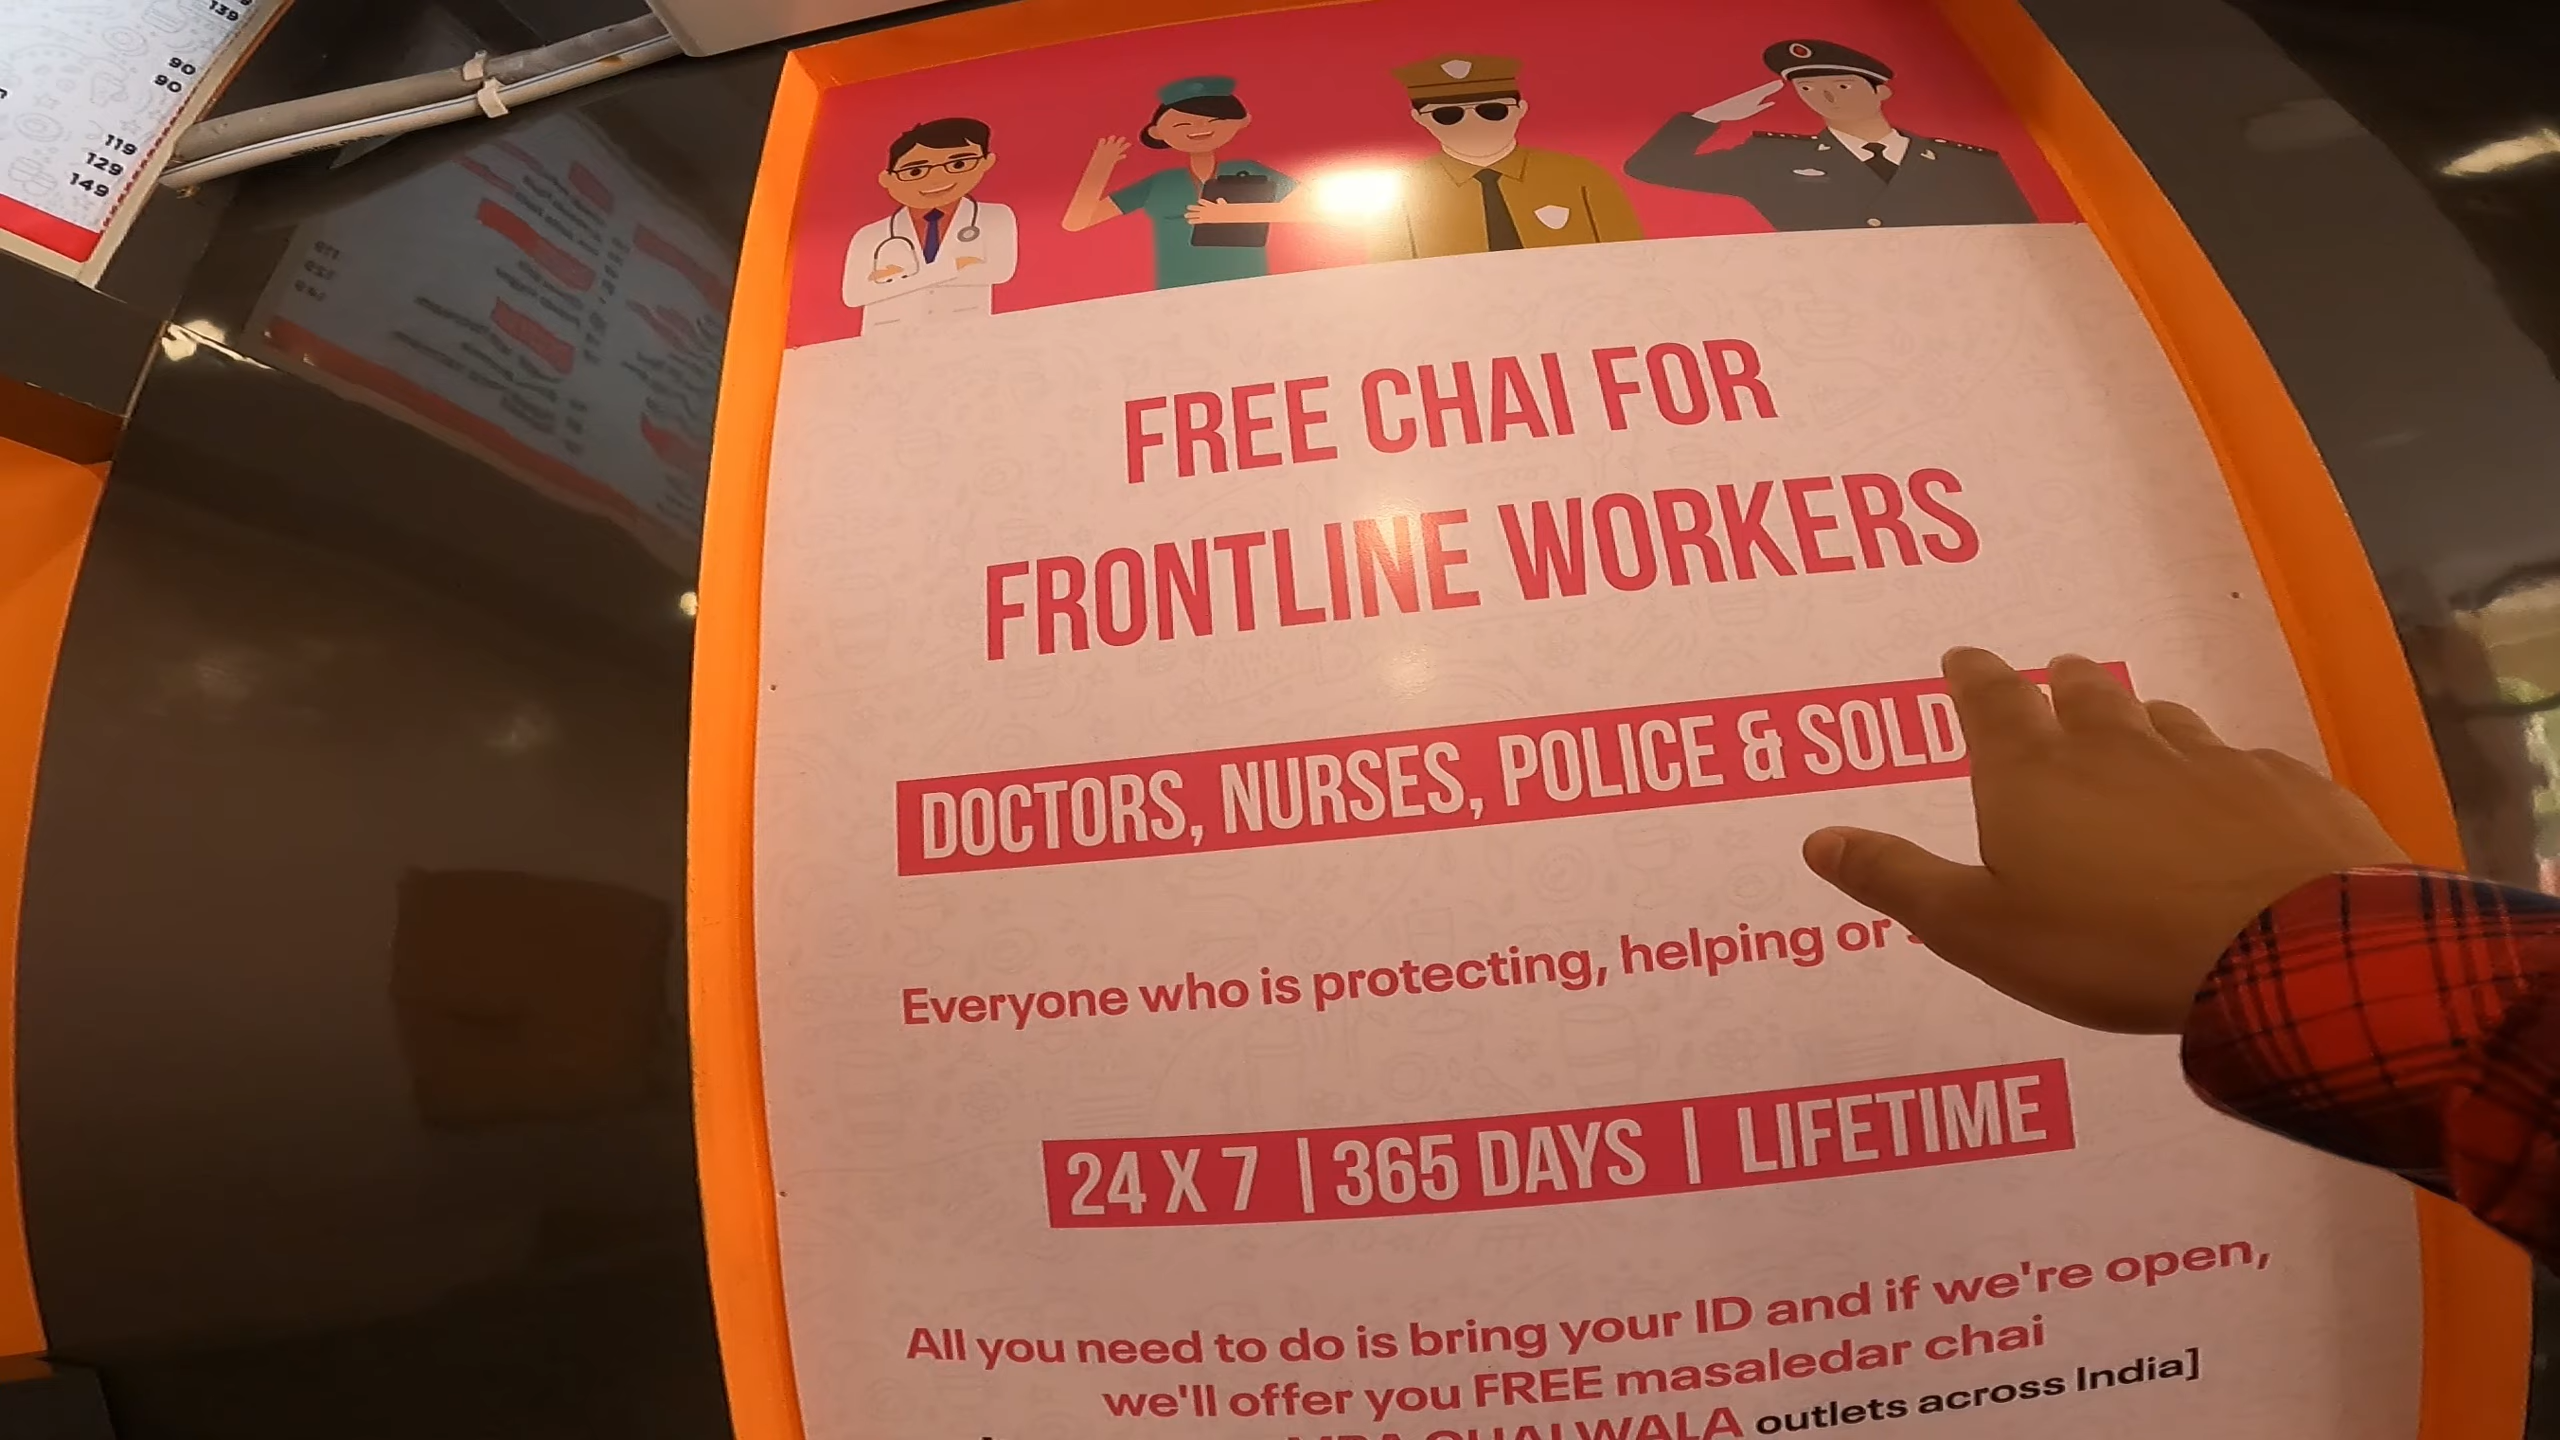 139
90
90
119
129
149
FREE CHAI FOR
FRONTLINE WORKERS
DOCTORS, NURSES, POLICE & SOLD
Everyone who is protecting, helping or
24 X 7 | 365 DAYS | LIFETIME
All you need to do is bring your ID and if we're open,
we'll offer you FREE masaledar chai
MBA CHAI WALA outlets across India]